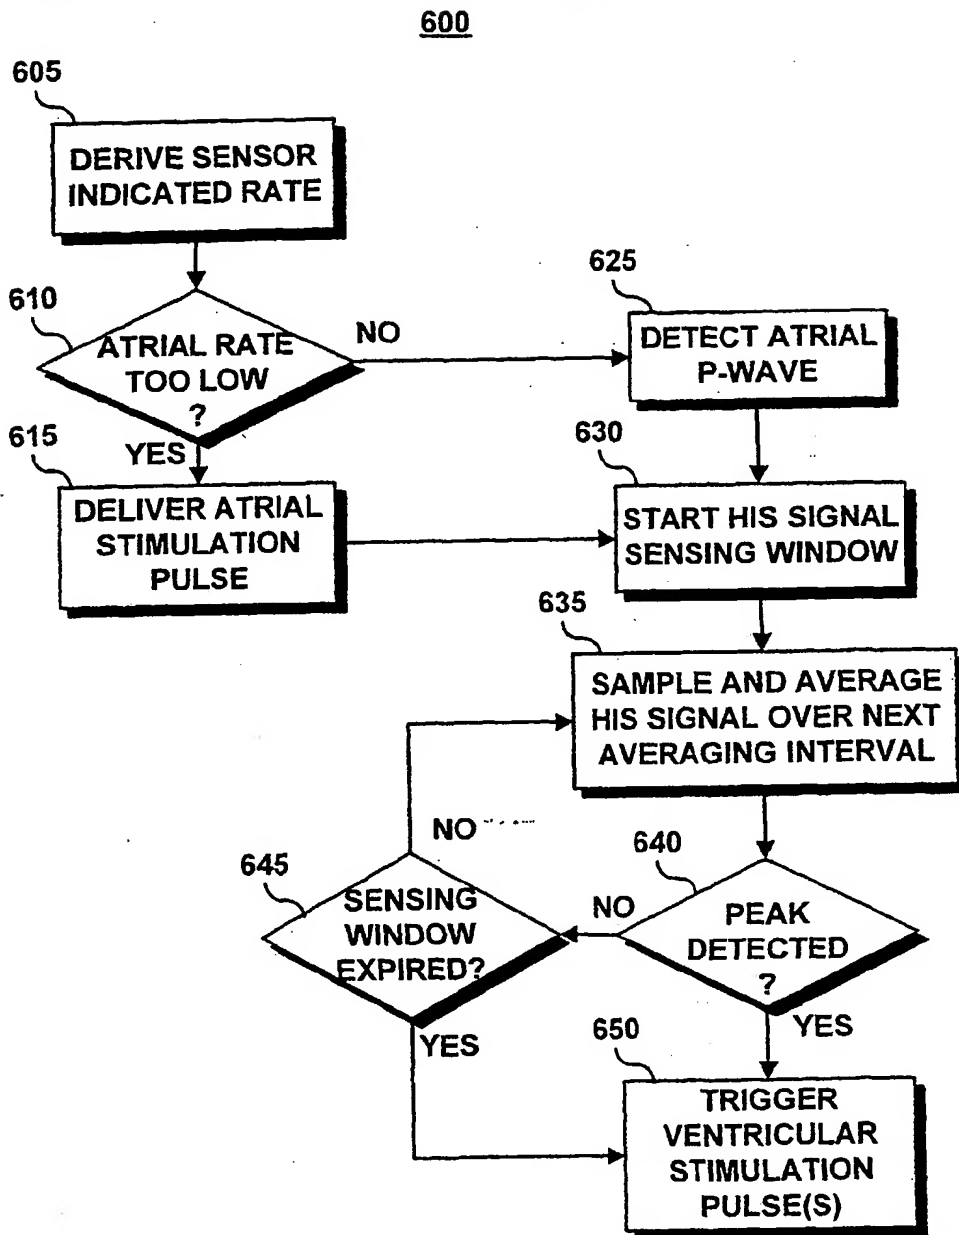 600
605
DERIVE SENSOR
INDICATED RATE
610
ATRIAL RATE
TOO LOW
?
NO
YES
615
DELIVER ATRIAL
STIMULATION
PULSE
625
DETECT ATRIAL
P-WAVE
630
START HIS SIGNAL
SENSING WINDOW
635
SAMPLE AND AVERAGE
HIS SIGNAL OVER NEXT
AVERAGING INTERVAL
640
PEAK
DETECTED
?
NO
YES
645
SENSING
WINDOW
EXPIRED?
NO
YES
650
TRIGGER
VENTRICULAR
STIMULATION
PULSE(S)